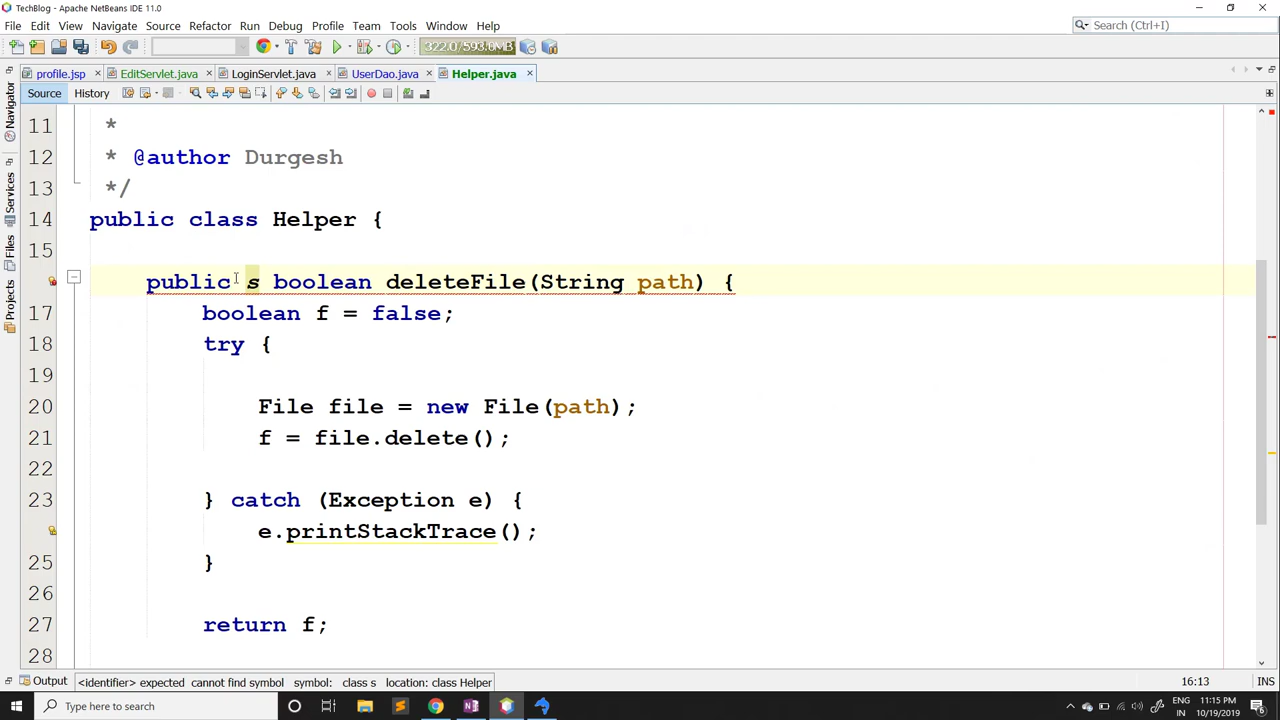 TechBlog - Apache NetBeans IDE 11.0
File Edit View Navigate Source Refactor Run Debug Profile Team Tools Window Help
Search (Ctrl+I)
322.0/593.0MB
profile.jsp EditServlet.java LoginServlet.java UserDao.java Helper.java
Source History
Navigator
Services
Files
Projects
11 *
12 * @author Durgesh
13 */
14 public class Helper {
15
public s boolean deleteFile(String path) {
17 boolean f = false;
18 try {
19
20 File file = new File(path);
21 f = file.delete();
22
23 } catch (Exception e) {
e.printStackTrace();
25 }
26
27 return f;
28
Output <identifier> expected cannot find symbol symbol: class s location: class Helper 16:13 INS
Type here to search
ENG 11:15 PM
IN 10/19/2019